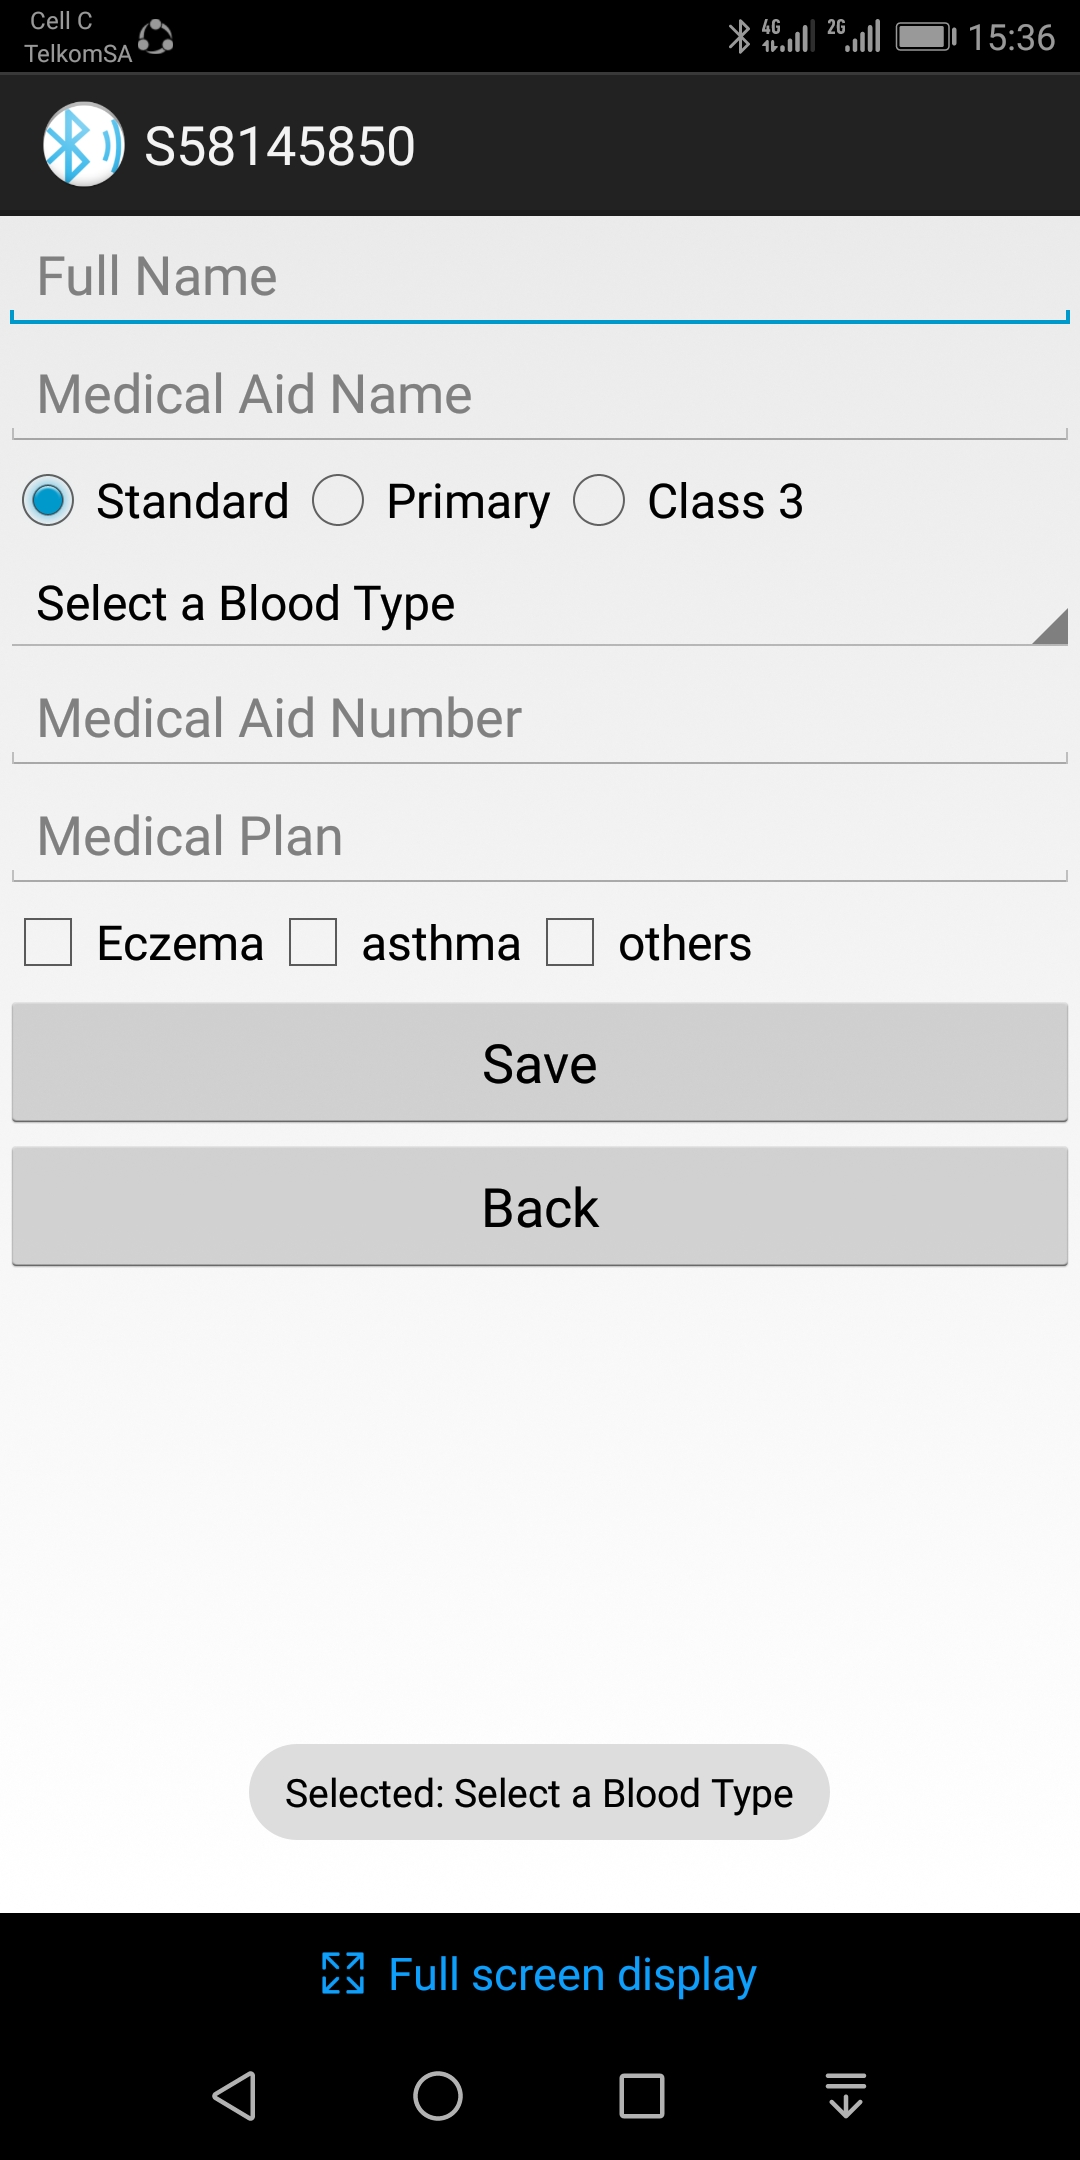 Cell C
TelkomSA
4G
2G
15:36
S58145850
Full Name
Medical Aid Name
Standard Primary Class 3
Select a Blood Type
Medical Aid Number
Medical Plan
Eczema asthma others
Save
Back
Selected: Select a Blood Type
Full screen display